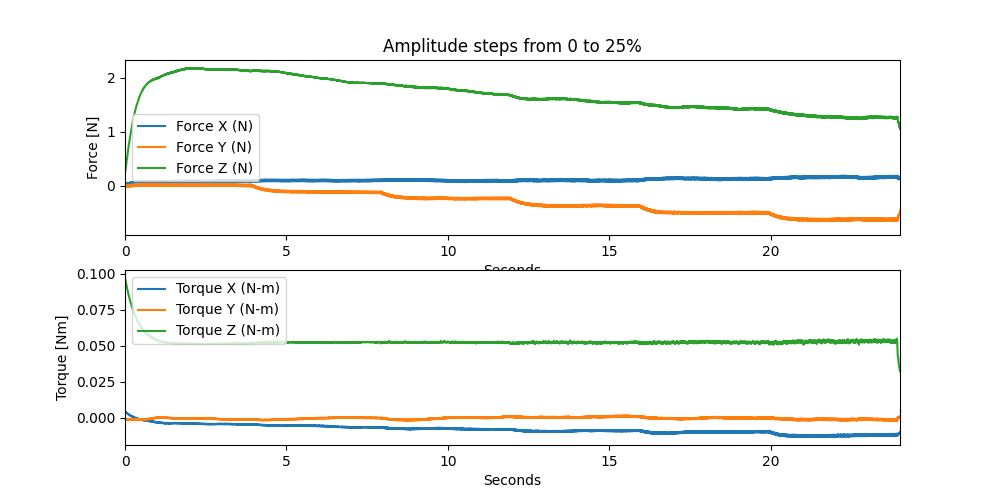 Amplitude steps from 0 to 25%
Force [N]
2
1
0
Force X (N)
Force Y (N)
Force Z (N)
0 5 10 15 20
Seconds
Torque [Nm]
0.100
0.075
0.050
0.025
0.000
Torque X (N-m)
Torque Y (N-m)
Torque Z (N-m)
0 5 10 15 20
Seconds